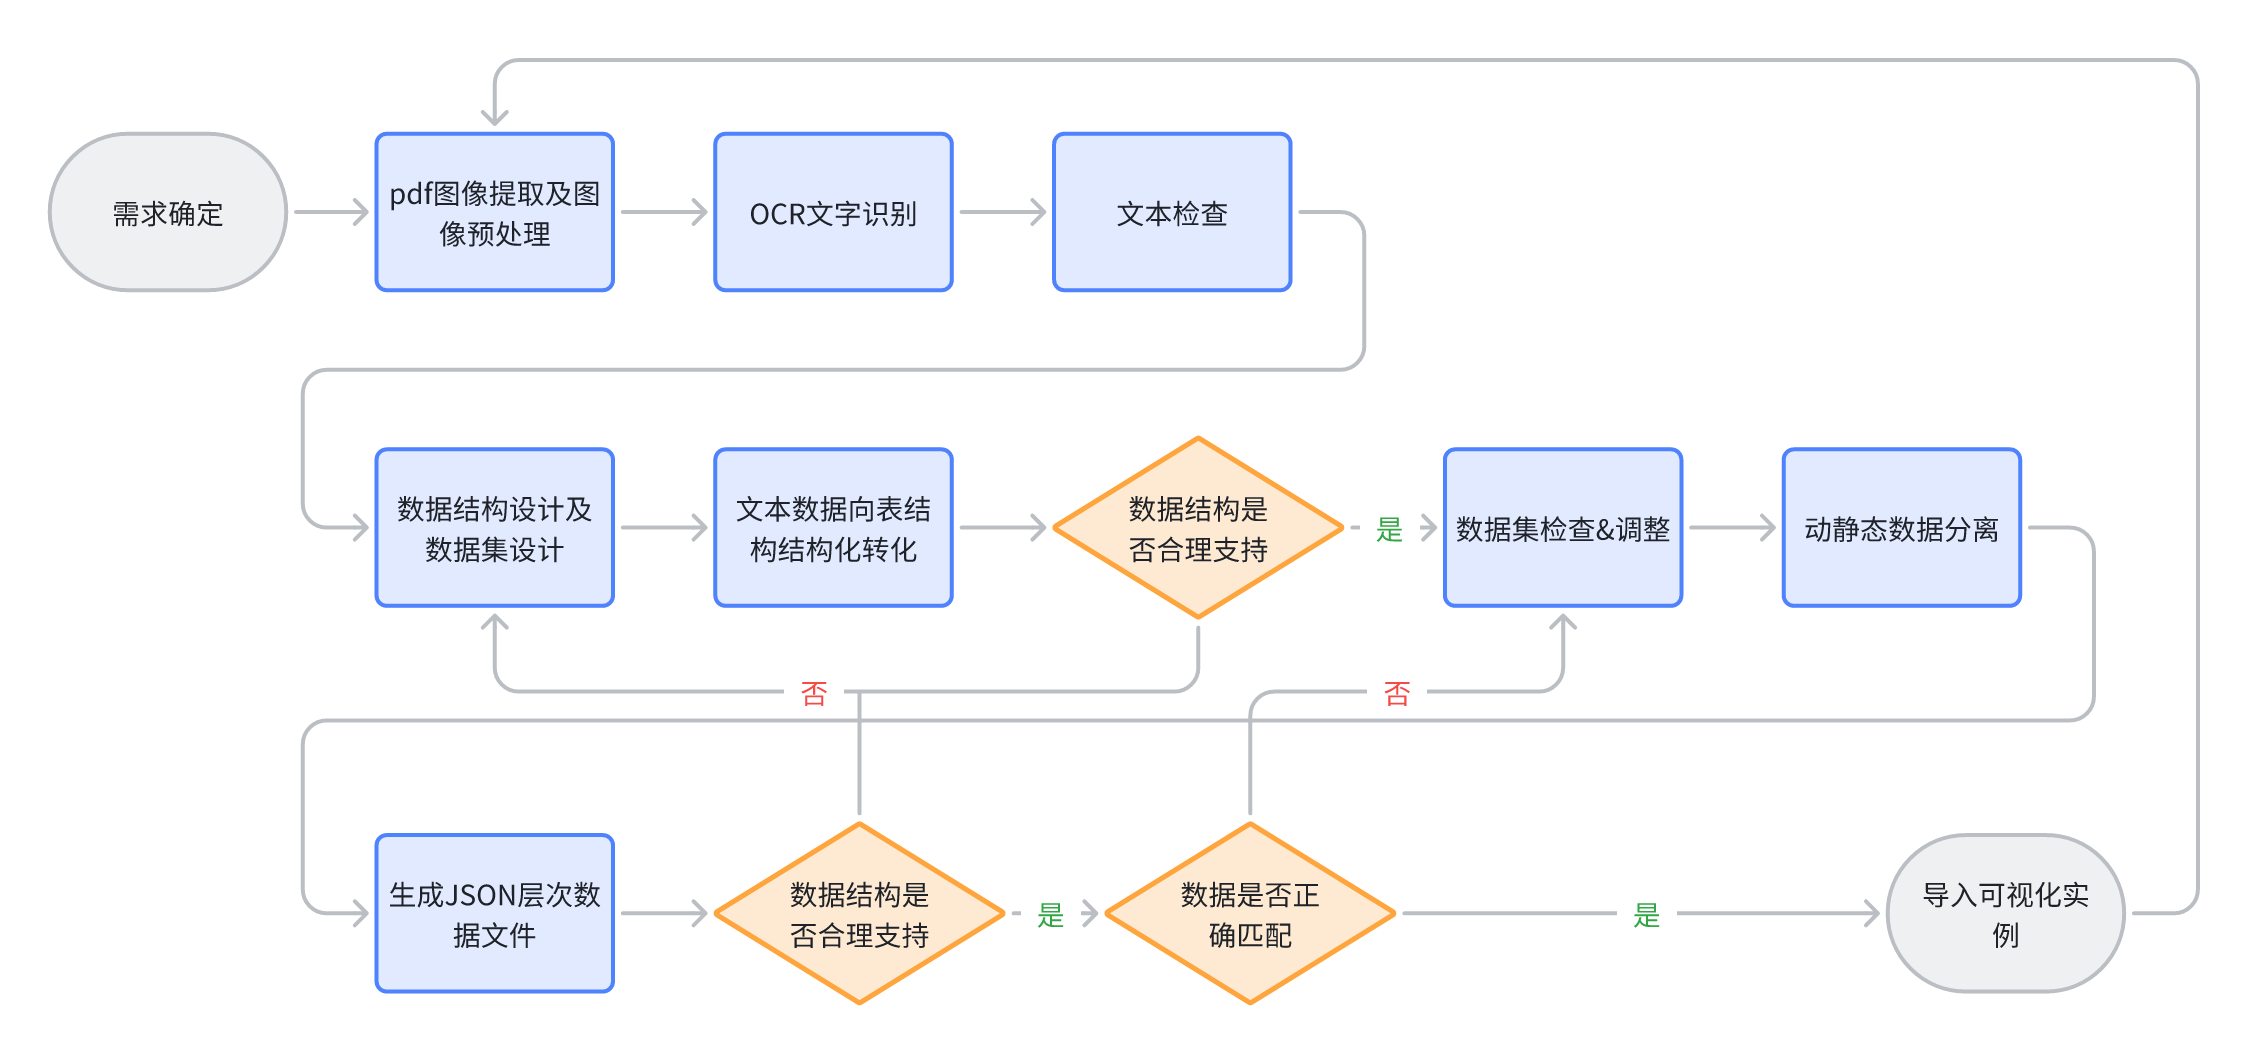 需求确定
pdf图像提取及图
像预处理
OCR文字识别
文本检查
数据结构设计及
数据集设计
文本数据向表结
构结构化转化
数据结构是
否合理支持
是
数据集检查&调整
动静态数据分离
否
否
生成JSON层次数
据文件
数据结构是
否合理支持
是
数据是否正
确匹配
是
导入可视化实
例